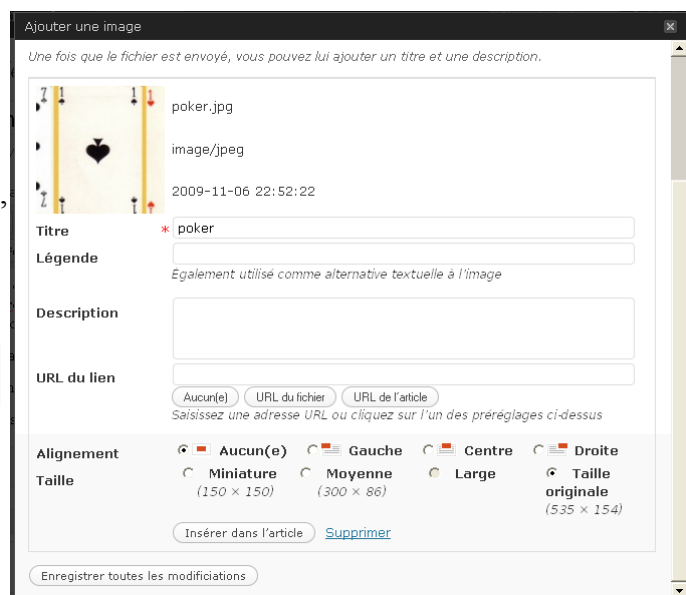 Ajouter une image
Une fois que le fichier est envoyé, vous pouvez lui ajouter un titre et une description.
poker.jpg
image/jpeg
2009-11-06 22:52:22
Titre * poker
Légende
Également utilisé comme alternative textuelle à l'image
Description
URL du lien
Aucun(e) URL du fichier URL de l'article
Saisissez une adresse URL ou cliquez sur l'un des préréglages ci-dessus
Alignement Aucun(e) Gauche Centre Droite
Taille Miniature Moyenne Large Taille originale
(150 × 150) (300 × 86) (535 × 154)
Insérer dans l'article Supprimer
Enregistrer toutes les modificiations